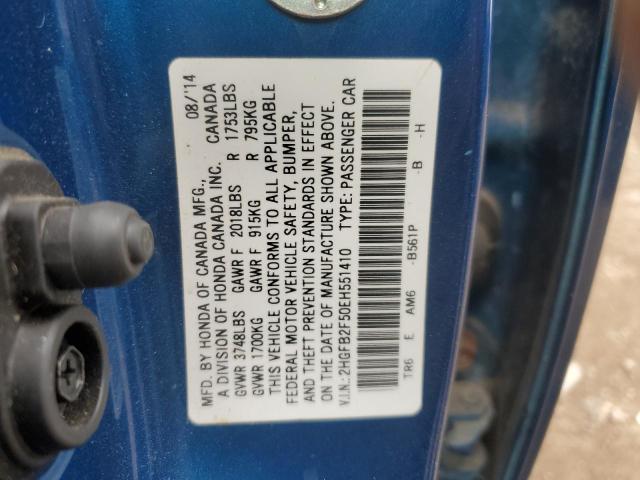 MFD. BY HONDA OF CANADA MFG., 08/'14
A DIVISION OF HONDA CANADA INC. CANADA
GVWR 3748LBS GAWR F 2018LBS R 1753LBS
GVWR 1700KG GAWR F 915KG R 795KG
THIS VEHICLE CONFORMS TO ALL APPLICABLE
FEDERAL MOTOR VEHICLE SAFETY, BUMPER,
AND THEFT PREVENTION STANDARDS IN EFFECT
ON THE DATE OF MANUFACTURE SHOWN ABOVE.
V.I.N.: 2HGFB2F50EH551410 TYPE: PASSENGER CAR
TR6 E AM6 -B561P -B -H